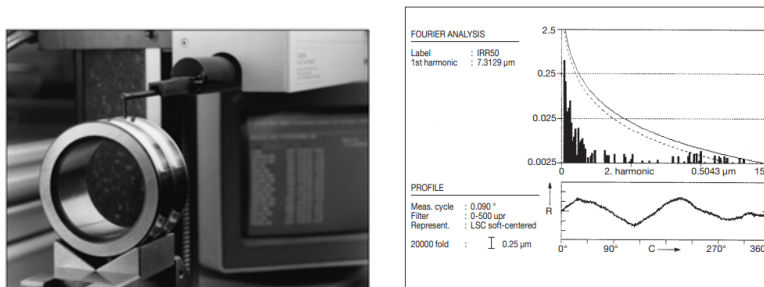 FOURIER ANALYSIS
Label : IRR50
1st harmonic : 7.3129 µm
2.5
0.25
0.025
0.0025
0 2. harmonic 0.5043 µm 15
PROFILE
Meas. cycle : 0.090 °
Filter : 0-500 upr
Represent. : LSC soft-centered
20000 fold : 0.25 µm
R
0° 90° C 270° 360